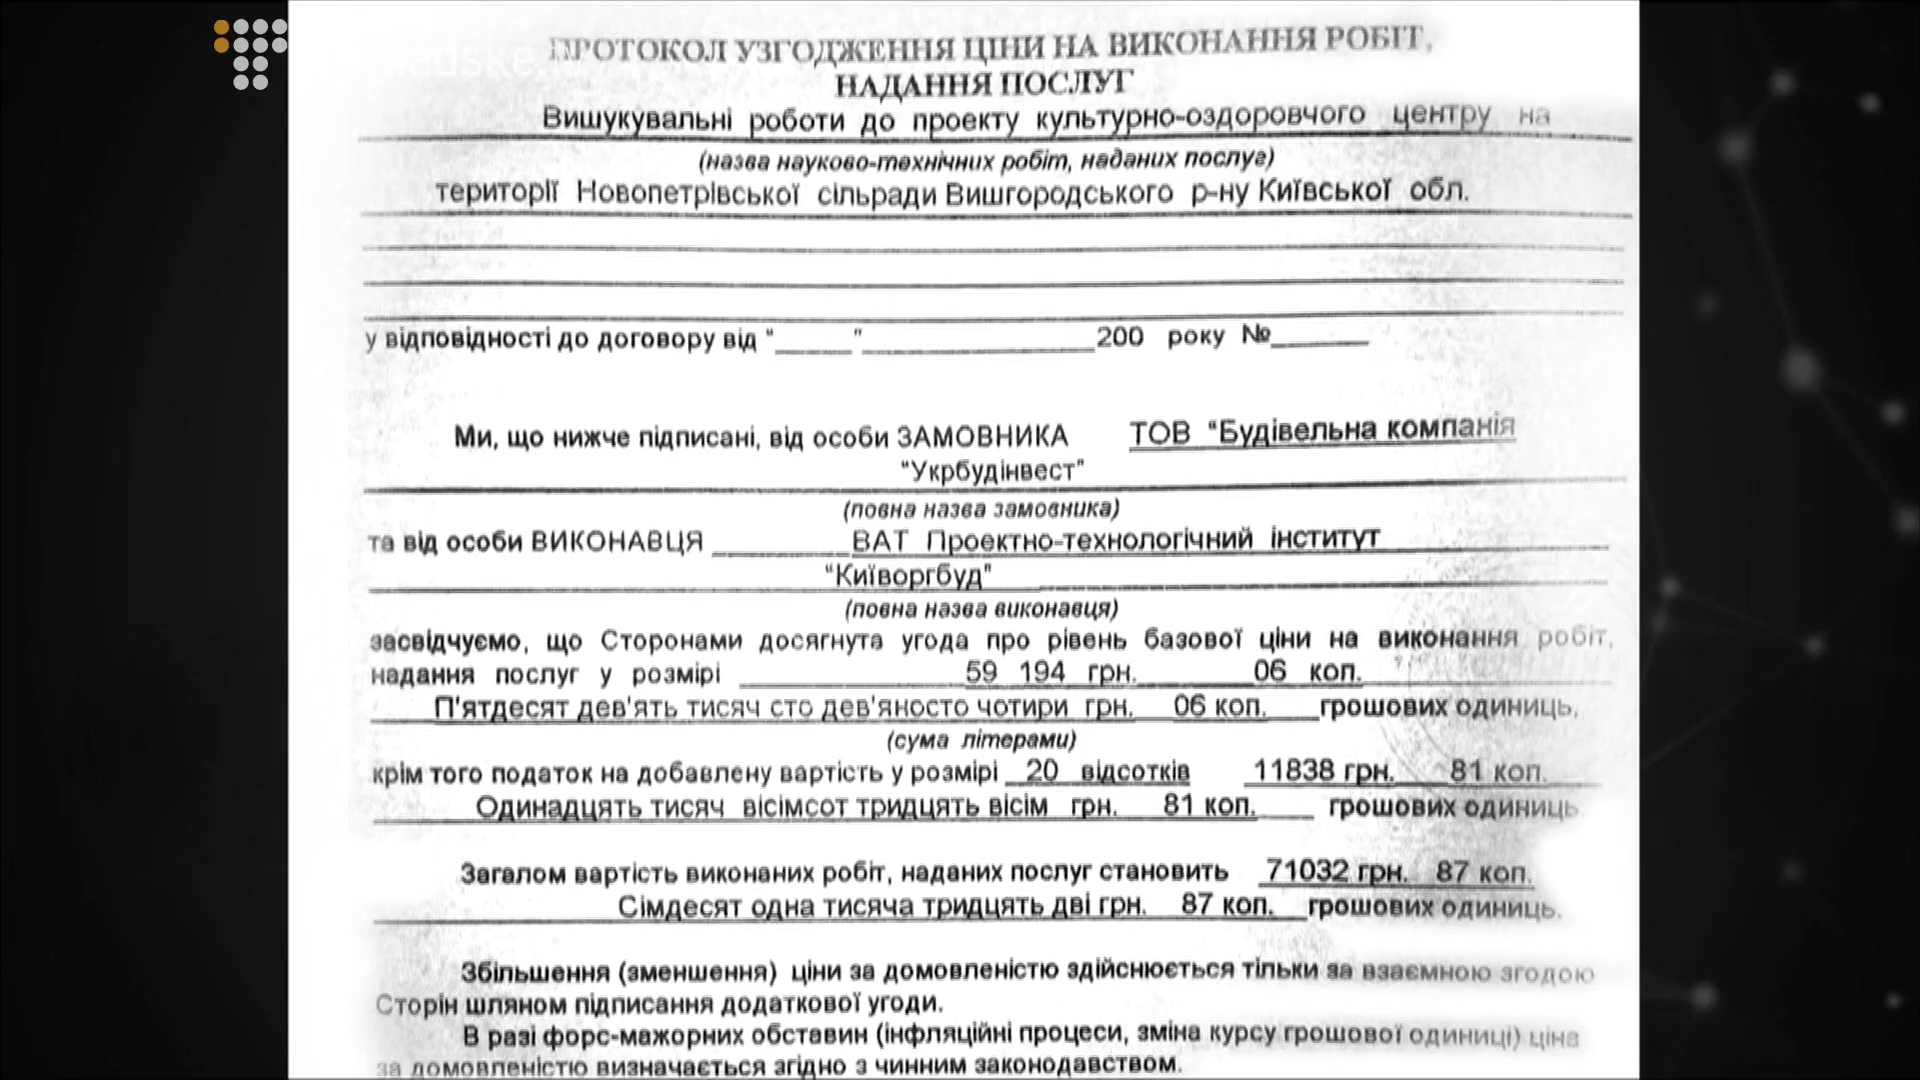 ПРОТОКОЛ УЗГОДЖЕННЯ ЦІНИ НА ВИКОНАННЯ РОБІТ,
НАДАННЯ ПОСЛУГ
Вишукувальні роботи до проекту культурно-оздоровчого центру на
(назва науково-технічних робіт, наданих послуг)
території Новопетрівської сільради Вишгородського р-ну Київської обл.
у відповідності до договору від “_____”____________________200 року №________
Ми, що нижче підписані, від особи ЗАМОВНИКА ТОВ “Будівельна компанія
“Укрбудінвест”
(повна назва замовника)
та від особи ВИКОНАВЦЯ ВАТ Проектно-технологічний інститут
“Київоргбуд”
(повна назва виконавця)
засвідчуємо, що Сторонами досягнута угода про рівень базової ціни на виконання робіт,
надання послуг у розмірі 59 194 грн. 06 коп.
П'ятдесят дев'ять тисяч сто дев'яносто чотири грн. 06 коп. грошових одиниць,
(сума літерами)
крім того податок на добавлену вартість у розмірі 20 відсотків 11838 грн. 81 коп.
Одинадцять тисяч вісімсот тридцять вісім грн. 81 коп. грошових одиниць
Загалом вартість виконаних робіт, наданих послуг становить 71032 грн. 87 коп.
Сімдесят одна тисяча тридцять дві грн. 87 коп. грошових одиниць.
Збільшення (зменшення) ціни за домовленістю здійснюється тільки за взаємною згодою
Сторін шляном підписання додаткової угоди.
В разі форс-мажорних обставин (інфляційні процеси, зміна курсу грошової одиниці) ціна
за домовленістю визначається згідно з чинним законодавством.